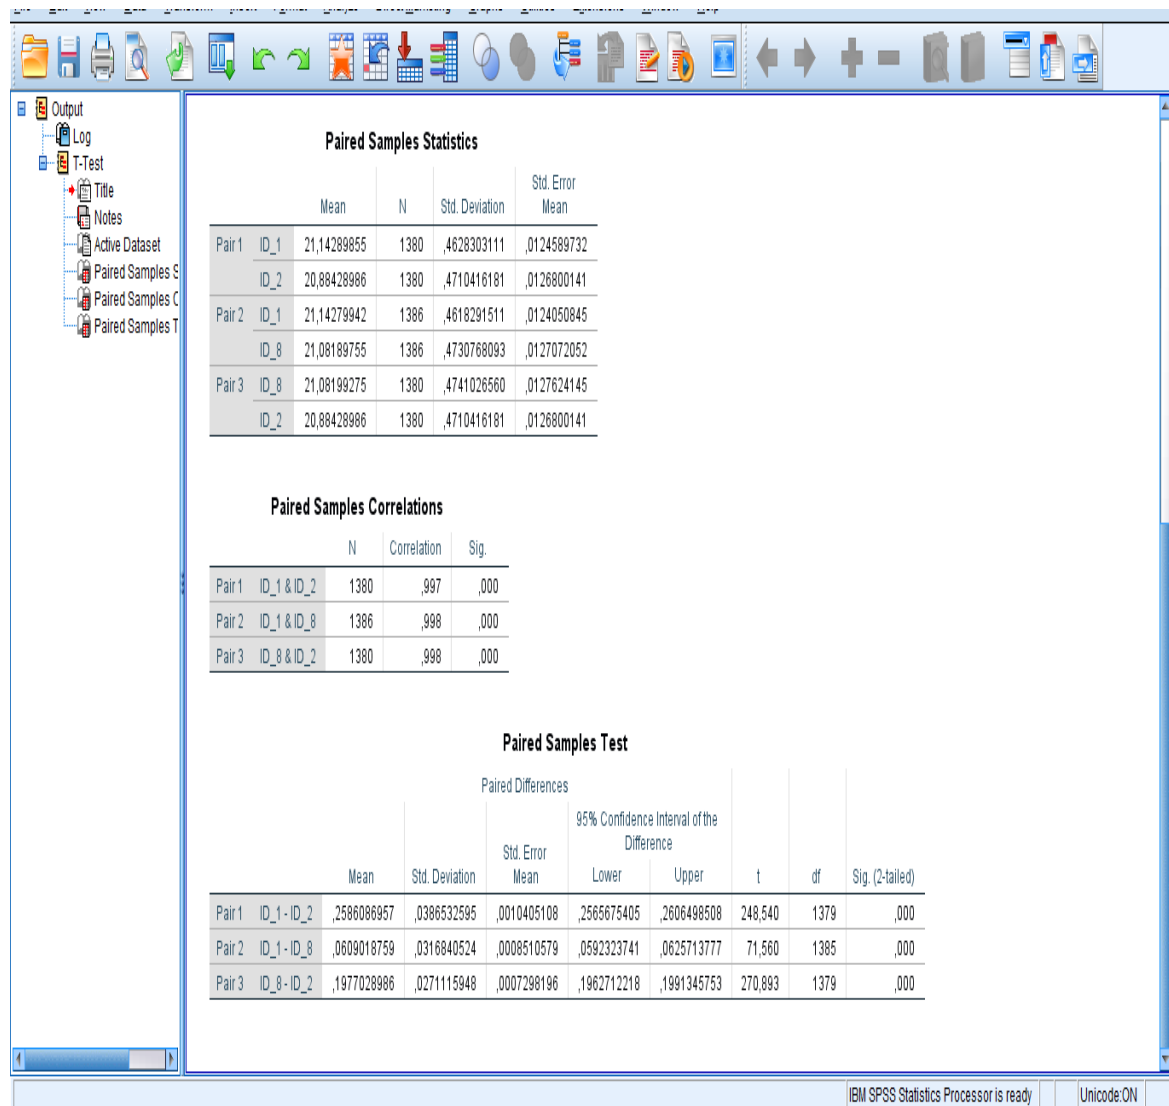 Output
Log
T-Test
Title
Notes
Active Dataset
Paired Samples S
Paired Samples C
Paired Samples T
Paired Samples Statistics
Mean N Std. Deviation Std. Error Mean
Pair 1 ID_1 21,14289855 1380 ,4628303111 ,0124589732
ID_2 20,88428986 1380 ,4710416181 ,0126800141
Pair 2 ID_1 21,14279942 1386 ,4618291511 ,0124050845
ID_8 21,08189755 1386 ,4730768093 ,0127072052
Pair 3 ID_8 21,08199275 1380 ,4741026560 ,0127624145
ID_2 20,88428986 1380 ,4710416181 ,0126800141
Paired Samples Correlations
N Correlation Sig.
Pair 1 ID_1 & ID_2 1380 ,997 ,000
Pair 2 ID_1 & ID_8 1386 ,998 ,000
Pair 3 ID_8 & ID_2 1380 ,998 ,000
Paired Samples Test
Paired Differences
95% Confidence Interval of the Difference
Mean Std. Deviation Std. Error Mean Lower Upper t df Sig. (2-tailed)
Pair 1 ID_1 - ID_2 ,2586086957 ,0386532595 ,0010405108 ,2565675405 ,2606498508 248,540 1379 ,000
Pair 2 ID_1 - ID_8 ,0609018759 ,0316840524 ,0008510579 ,0592323741 ,0625713777 71,560 1385 ,000
Pair 3 ID_8 - ID_2 ,1977028986 ,0271115948 ,0007298196 ,1962712218 ,1991345753 270,893 1379 ,000
IBM SPSS Statistics Processor is ready
Unicode:ON